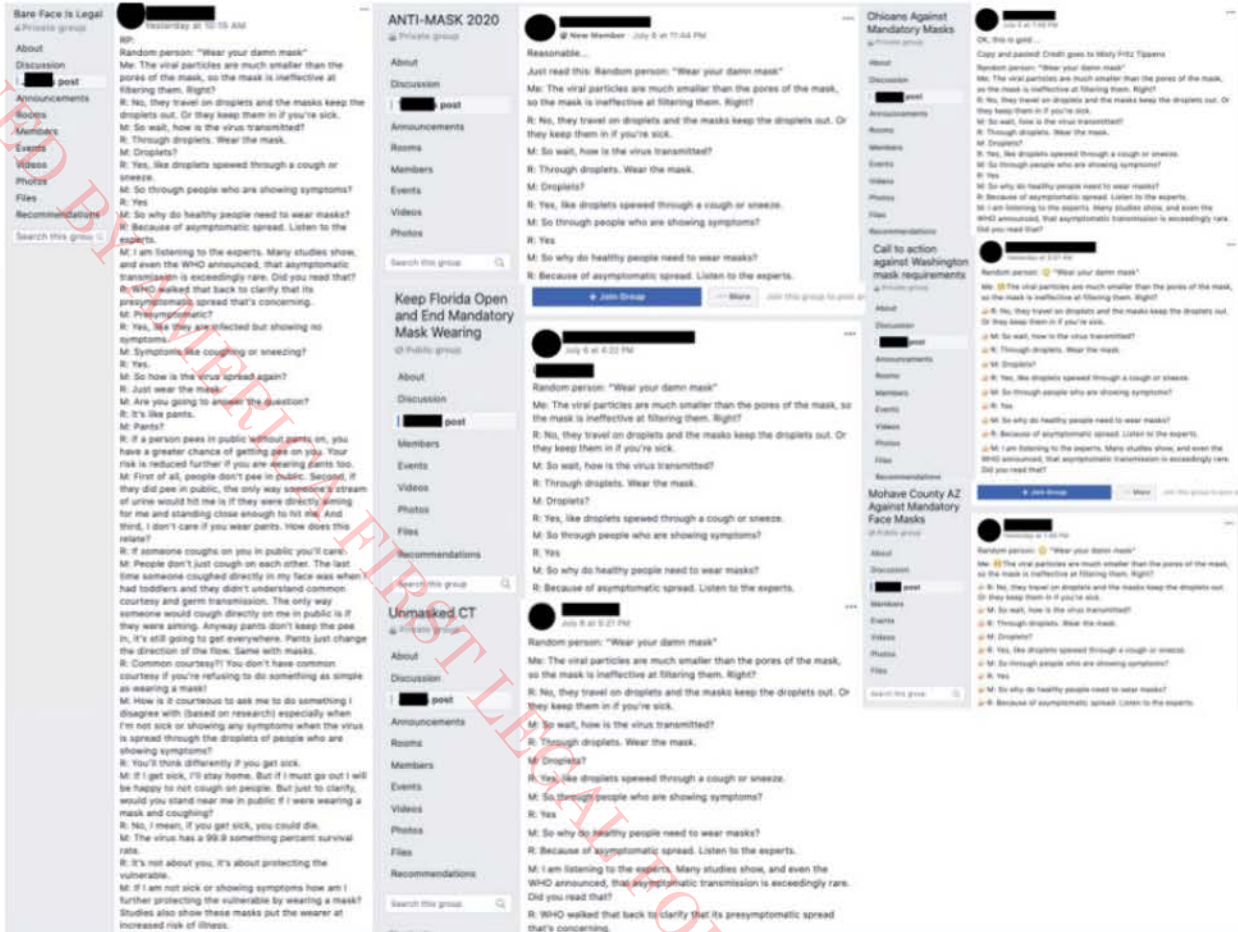 Bare Face Is Legal
Private group
About
Discussion
post
Announcements
Rooms
Members
Events
Videos
Photos
Files
Recommendations
Search this group
Yesterday at 10:15 AM
RP:
Random person: "Wear your damn mask"
Me: The viral particles are much smaller than the
pores of the mask, so the mask is ineffective at
filtering them. Right?
R: No, they travel on droplets and the masks keep the
droplets out. Or they keep them in if you're sick.
M: So wait, how is the virus transmitted?
R: Through droplets. Wear the mask.
M: Droplets?
R: Yes, like droplets spewed through a cough or
sneeze.
M: So through people who are showing symptoms?
R: Yes
M: So why do healthy people need to wear masks?
R: Because of asymptomatic spread. Listen to the
experts.
M: I am listening to the experts. Many studies show,
and even the WHO announced, that asymptomatic
transmission is exceedingly rare. Did you read that?
R: WHO walked that back to clarify that its
presymptomatic spread that's concerning.
M: Presymptomatic?
R: Yes, like they are infected but showing no
symptoms.
M: Symptoms like coughing or sneezing?
R: Yes.
M: So how is the virus spread again?
R: Just wear the mask.
M: Are you going to answer the question?
R: It's like pants.
M: Pants?
R: if a person pees in public without pants on, you
have a greater chance of getting pee on you. Your
risk is reduced further if you are wearing pants too.
M: First of all, people don't pee in public. Second, if
they did pee in public, the only way someone's stream
of urine would hit me is if they were directly aiming
for me and standing close enough to hit me. And
third, I don't care if you wear pants. How does this
relate?
R: If someone coughs on you in public you'll care.
M: People don't just cough on each other. The last
time someone coughed directly in my face was when I
had toddlers and they didn't understand common
courtesy and germ transmission. The only way
someone would cough directly on me in public is if
they were aiming. Anyway pants don't keep the pee
in, it's still going to get everywhere. Pants just change
the direction of the flow. Same with masks.
R: Common courtesy?! You don't have common
courtesy if you're refusing to do something as simple
as wearing a mask!
M: How is it courteous to ask me to do something I
disagree with (based on research) especially when
I'm not sick or showing any symptoms when the virus
is spread through the droplets of people who are
showing symptoms?
R: You'll think differently if you get sick.
M: If I get sick, I'll stay home. But if I must go out I will
be happy to not cough on people. But just to clarify,
would you stand near me in public if I were wearing a
mask and coughing?
R: No, I mean, if you get sick, you could die.
M: The virus has a 99.9 something percent survival
rate.
R: It's not about you, it's about protecting the
vulnerable.
M: If I am not sick or showing symptoms how am I
further protecting the vulnerable by wearing a mask?
Studies also show these masks put the wearer at
increased risk of illness.
ANTI-MASK 2020
Private group
About
Discussion
post
Announcements
Rooms
Members
Events
Videos
Photos
Search this group
New Member · July 6 at 11:44 PM
Reasonable...
Just read this: Random person: "Wear your damn mask"
Me: The viral particles are much smaller than the pores of the mask,
so the mask is ineffective at filtering them. Right?
R: No, they travel on droplets and the masks keep the droplets out. Or
they keep them in if you're sick.
M: So wait, how is the virus transmitted?
R: Through droplets. Wear the mask.
M: Droplets?
R: Yes, like droplets spewed through a cough or sneeze.
M: So through people who are showing symptoms?
R: Yes
M: So why do healthy people need to wear masks?
R: Because of asymptomatic spread. Listen to the experts.
+ Join Group
More
Join this group to post an
Keep Florida Open
and End Mandatory
Mask Wearing
Public group
About
Discussion
post
Members
Events
Videos
Photos
Files
Recommendations
Search this group
July 6 at 6:22 PM
Random person: "Wear your damn mask"
Me: The viral particles are much smaller than the pores of the mask, so
the mask is ineffective at filtering them. Right?
R: No, they travel on droplets and the masks keep the droplets out. Or
they keep them in if you're sick.
M: So wait, how is the virus transmitted?
R: Through droplets. Wear the mask.
M: Droplets?
R: Yes, like droplets spewed through a cough or sneeze.
M: So through people who are showing symptoms?
R: Yes
M: So why do healthy people need to wear masks?
R: Because of asymptomatic spread. Listen to the experts.
Unmasked CT
Private group
About
Discussion
post
Announcements
Rooms
Members
Events
Videos
Photos
Files
Recommendations
Search this group
July 6 at 5:21 PM
Random person: "Wear your damn mask"
Me: The viral particles are much smaller than the pores of the mask,
so the mask is ineffective at filtering them. Right?
R: No, they travel on droplets and the masks keep the droplets out. Or
they keep them in if you're sick.
M: So wait, how is the virus transmitted?
R: Through droplets. Wear the mask.
M: Droplets?
R: Yes, like droplets spewed through a cough or sneeze.
M: So through people who are showing symptoms?
R: Yes
M: So why do healthy people need to wear masks?
R: Because of asymptomatic spread. Listen to the experts.
M: I am listening to the experts. Many studies show, and even the
WHO announced, that asymptomatic transmission is exceedingly rare.
Did you read that?
R: WHO walked that back to clarify that its presymptomatic spread
that's concerning.
Ohioans Against
Mandatory Masks
Private group
About
Discussion
post
Announcements
Rooms
Members
Events
Videos
Photos
Files
Recommendations
OK, this is gold...
Copy and pasted! Credit goes to Misty Fritz Tippens
Random person: "Wear your damn mask"
Me: The viral particles are much smaller than the pores of the mask,
so the mask is ineffective at filtering them. Right?
R: No, they travel on droplets and the masks keep the droplets out. Or
they keep them in if you're sick.
M: So wait, how is the virus transmitted?
R: Through droplets. Wear the mask.
M: Droplets?
R: Yes, like droplets spewed through a cough or sneeze.
M: So through people who are showing symptoms?
R: Yes
M: So why do healthy people need to wear masks?
R: Because of asymptomatic spread. Listen to the experts.
M: I am listening to the experts. Many studies show, and even the
WHO announced, that asymptomatic transmission is exceedingly rare.
Did you read that?
Call to action
against Washington
mask requirements
Private group
About
Discussion
post
Announcements
Rooms
Members
Events
Videos
Photos
Files
Recommendations
Random person: "Wear your damn mask"
Me: The viral particles are much smaller than the pores of the mask,
so the mask is ineffective at filtering them. Right?
R: No, they travel on droplets and the masks keep the droplets out.
Or they keep them in if you're sick.
M: So wait, how is the virus transmitted?
R: Through droplets. Wear the mask.
M: Droplets?
R: Yes, like droplets spewed through a cough or sneeze.
M: So through people who are showing symptoms?
R: Yes
M: So why do healthy people need to wear masks?
R: Because of asymptomatic spread. Listen to the experts.
M: I am listening to the experts. Many studies show, and even the
WHO announced, that asymptomatic transmission is exceedingly rare.
Did you read that?
+ Join Group
More
Mohave County AZ
Against Mandatory
Face Masks
Public group
About
Discussion
post
Members
Events
Videos
Photos
Files
Search this group
Random person: "Wear your damn mask"
Me: The viral particles are much smaller than the pores of the mask,
so the mask is ineffective at filtering them. Right?
R: No, they travel on droplets and the masks keep the droplets out.
Or they keep them in if you're sick.
M: So wait, how is the virus transmitted?
R: Through droplets. Wear the mask.
M: Droplets?
R: Yes, like droplets spewed through a cough or sneeze.
M: So through people who are showing symptoms?
R: Yes
M: So why do healthy people need to wear masks?
R: Because of asymptomatic spread. Listen to the experts.
BY AMERICA FIRST LEGAL